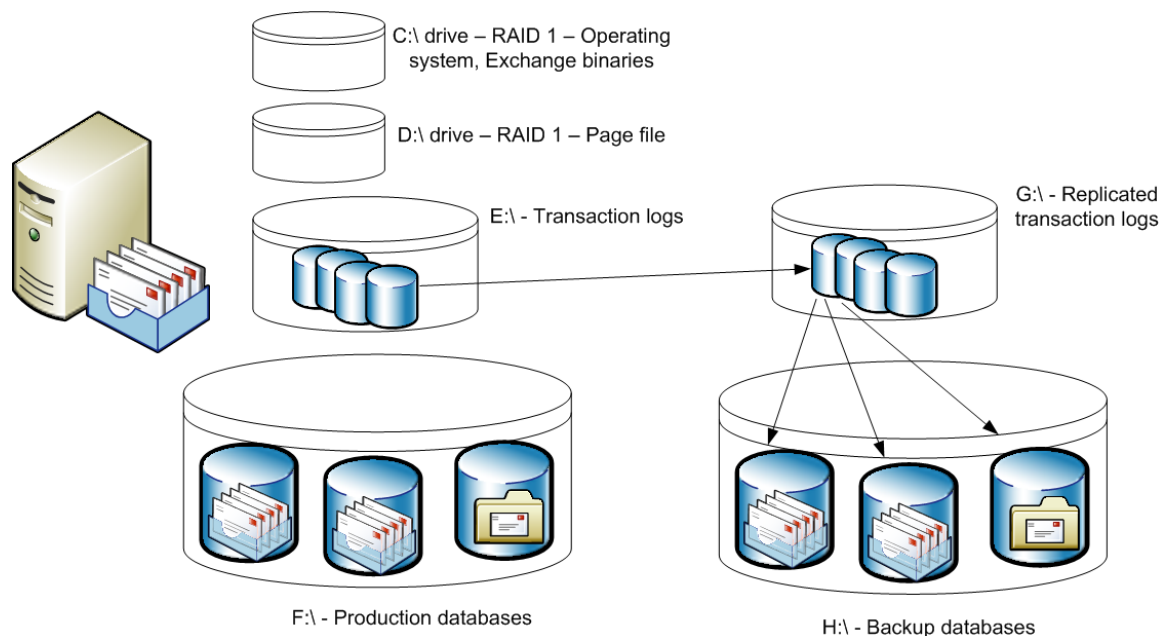 C:\ drive – RAID 1 – Operating
system, Exchange binaries
D:\ drive – RAID 1 – Page file
E:\ - Transaction logs
G:\ - Replicated
transaction logs
F:\ - Production databases
H:\ - Backup databases